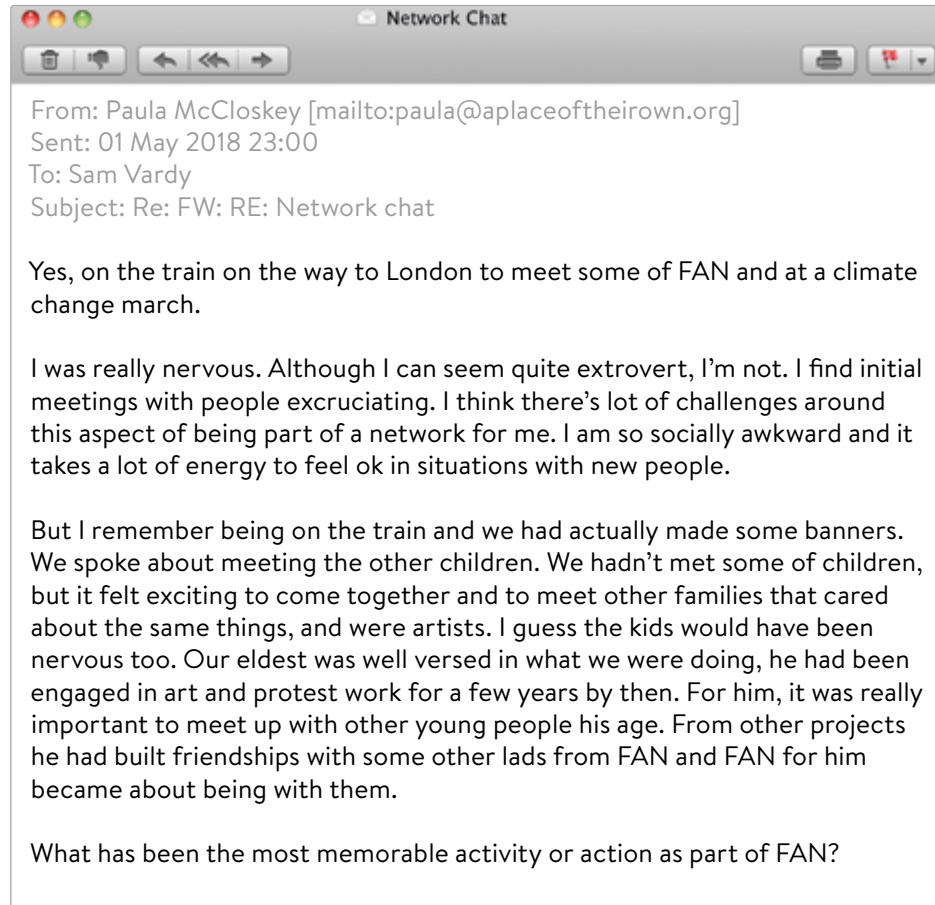 Network Chat
From: Paula McCloskey [mailto:paula@aplaceoftheirown.org]
Sent: 01 May 2018 23:00
To: Sam Vardy
Subject: Re: FW: RE: Network chat
Yes, on the train on the way to London to meet some of FAN and at a climate
change march.
I was really nervous. Although I can seem quite extrovert, I’m not. I find initial
meetings with people excruciating. I think there’s lot of challenges around
this aspect of being part of a network for me. I am so socially awkward and it
takes a lot of energy to feel ok in situations with new people.
But I remember being on the train and we had actually made some banners.
We spoke about meeting the other children. We hadn’t met some of children,
but it felt exciting to come together and to meet other families that cared
about the same things, and were artists. I guess the kids would have been
nervous too. Our eldest was well versed in what we were doing, he had been
engaged in art and protest work for a few years by then. For him, it was really
important to meet up with other young people his age. From other projects
he had built friendships with some other lads from FAN and FAN for him
became about being with them.
What has been the most memorable activity or action as part of FAN?